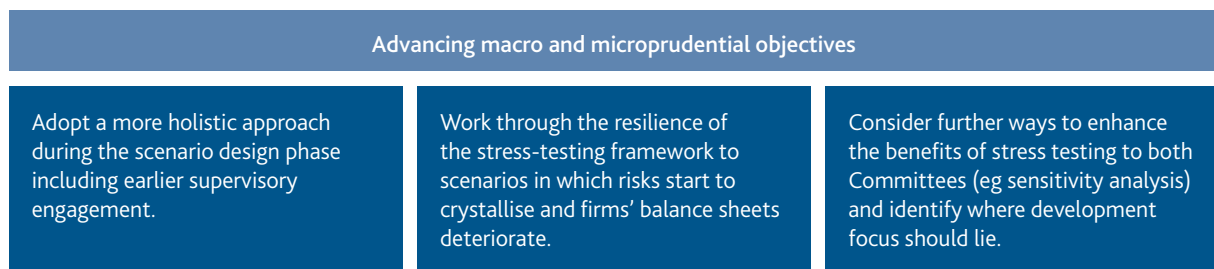 Advancing macro and microprudential objectives
Adopt a more holistic approach
during the scenario design phase
including earlier supervisory
engagement.
Work through the resilience of
the stress-testing framework to
scenarios in which risks start to
crystallise and firms’ balance sheets
deteriorate.
Consider further ways to enhance
the benefits of stress testing to both
Committees (eg sensitivity analysis)
and identify where development
focus should lie.